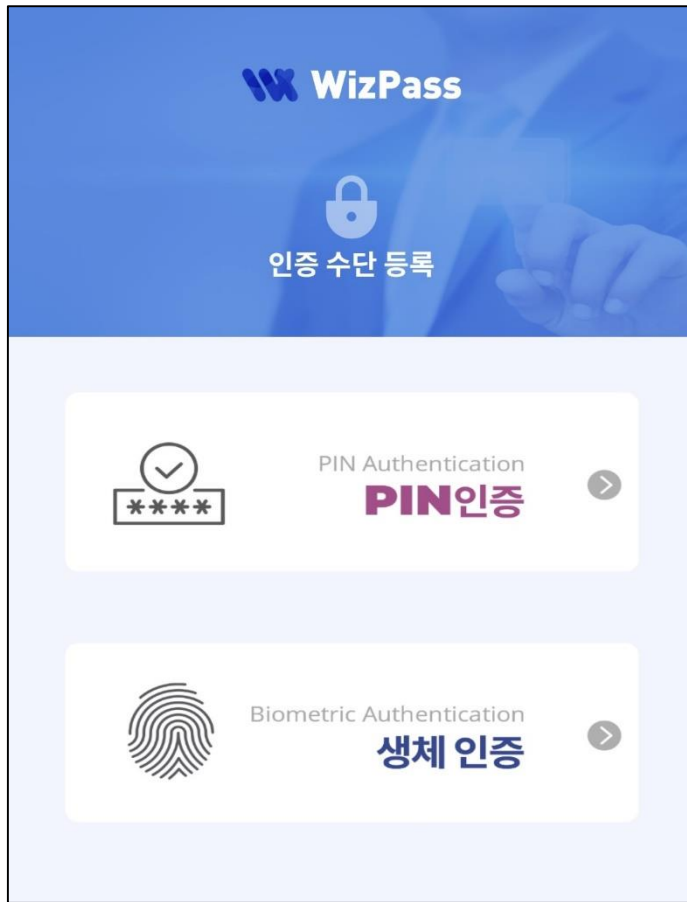 WizPass
인증 수단 등록
PIN Authentication
PIN인증
****
Biometric Authentication
생체 인증